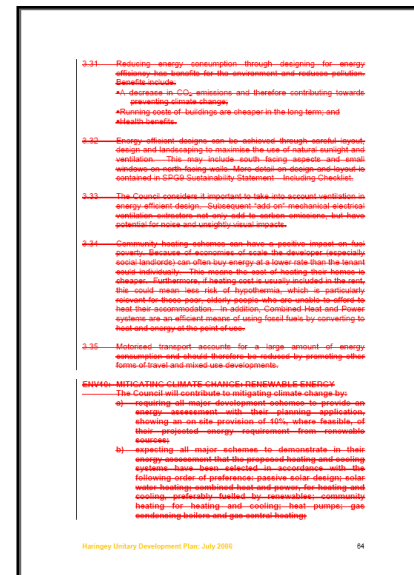 3.31 Reducing energy consumption through designing for energy
efficiency has benefits for the environment and reduces pollution.
Benefits include:
•A decrease in CO₂ emissions and therefore contributing towards
preventing climate change;
•Running costs of buildings are cheaper in the long term; and
•Health benefits.
3.32 Energy efficient designs can be achieved through careful layout,
design and landscaping to maximise the use of natural sunlight and
ventilation. This may include south facing aspects and small
windows on north facing walls. More detail on design and layout is
contained in SPG9 Sustainability Statement – Including Checklist.
3.33 The Council considers it important to take into account ventilation in
energy efficient design. Subsequent "add on" mechanical electrical
ventilation extractors not only add to carbon emissions, but have
potential for noise and unsightly visual impacts.
3.34 Community heating schemes can have a positive impact on fuel
poverty. Because of economies of scale the developer (especially
social landlords) can often buy energy at a lower rate than the tenant
could individually. This means the cost of heating their homes is
cheaper. Furthermore, if heating cost is usually included in the rent,
this could mean less risk of hypothermia, which is particularly
relevant for those poor, elderly people who are unable to afford to
heat their accommodation. In addition, Combined Heat and Power
systems are an efficient means of using fossil fuels by converting to
heat and energy at the point of use.
3.35 Motorised transport accounts for a large amount of energy
consumption and should therefore be reduced by promoting other
forms of travel and mixed use developments.
ENV10: MITIGATING CLIMATE CHANGE: RENEWABLE ENERGY
The Council will contribute to mitigating climate change by:
a) requiring all major development schemes to provide an
energy assessment with their planning application,
showing an on site provision of 10%, where feasible, of
their projected energy requirement from renewable
sources;
b) expecting all major schemes to demonstrate in their
energy assessment that the proposed heating and cooling
systems have been selected in accordance with the
following order of preference: passive solar design; solar
water heating; combined heat and power, for heating and
cooling, preferably fuelled by renewables; community
heating for heating and cooling; heat pumps; gas
condensing boilers and gas central heating;
Haringey Unitary Development Plan: July 2006 64